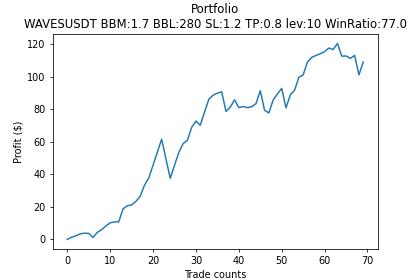 Portfolio
WAVESUSDT BBM:1.7 BBL:280 SL:1.2 TP:0.8 lev:10 WinRatio:77.0
120
100
80
60
40
20
0
Profit ($)
0 10 20 30 40 50 60 70
Trade counts